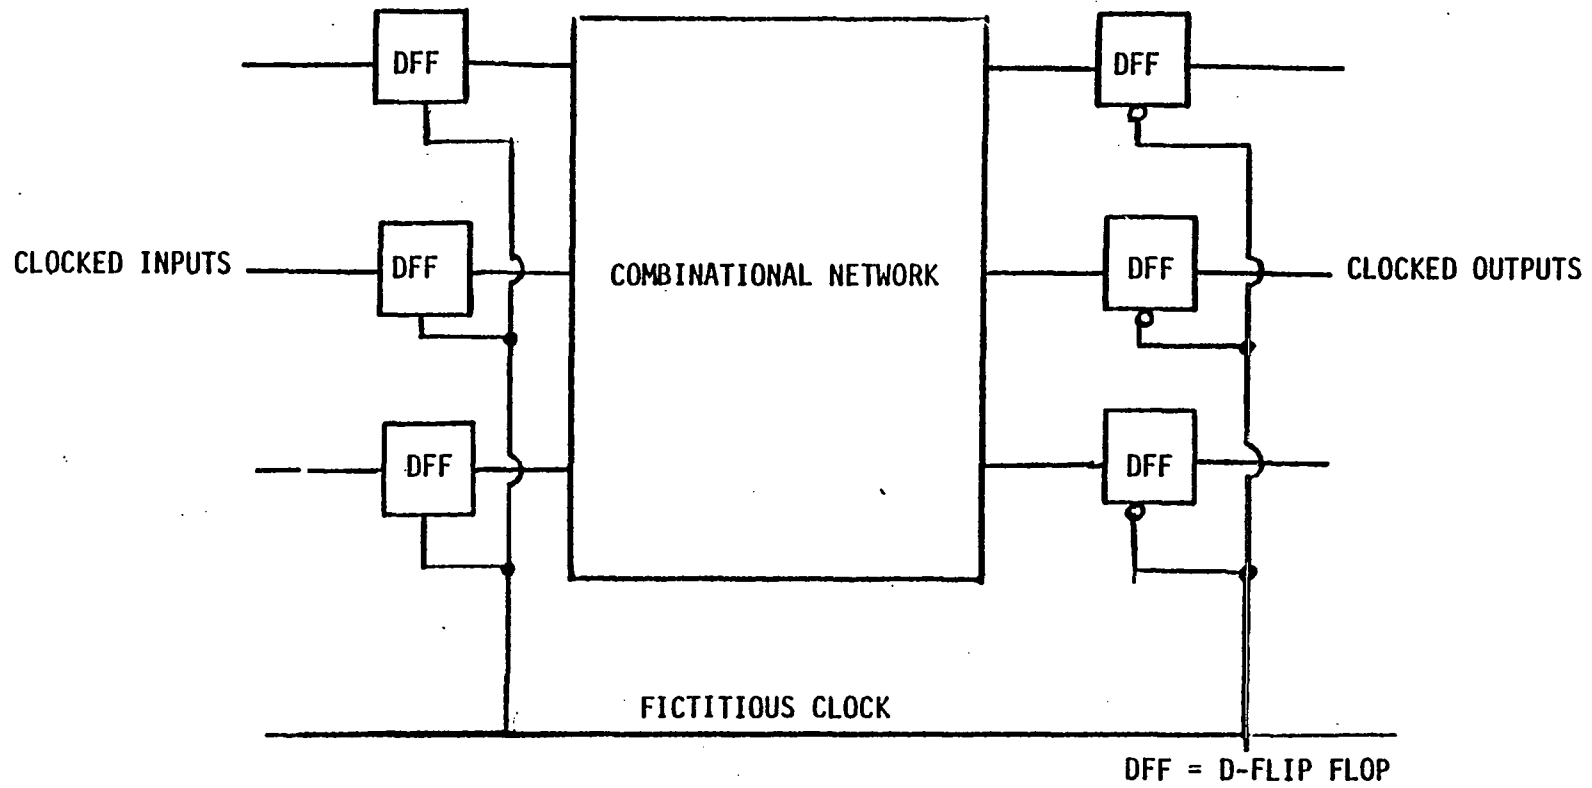 DFF
DFF
CLOCKED INPUTS
DFF
COMBINATIONAL NETWORK
DFF
CLOCKED OUTPUTS
DFF
DFF
FICTITIOUS CLOCK
DFF = D-FLIP FLOP